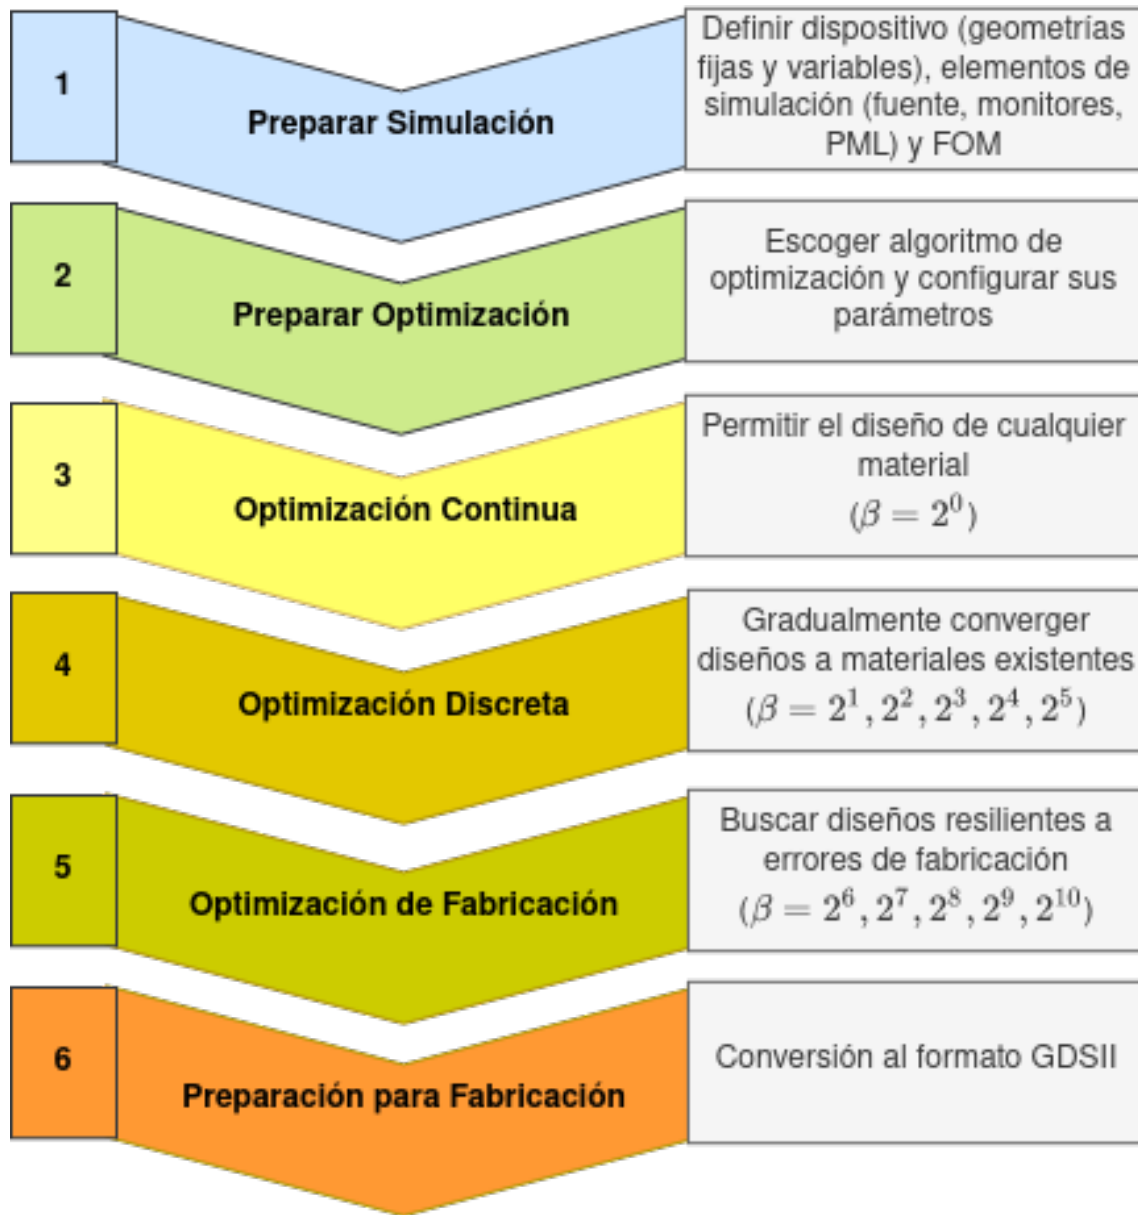 1
Preparar Simulación
Definir dispositivo (geometrías
fijas y variables), elementos de
simulación (fuente, monitores,
PML) y FOM
2
Preparar Optimización
Escoger algoritmo de
optimización y configurar sus
parámetros
3
Optimización Continua
Permitir el diseño de cualquier
material
(β = 2⁰)
4
Optimización Discreta
Gradualmente converger
diseños a materiales existentes
(β = 2¹, 2², 2³, 2⁴, 2⁵)
5
Optimización de Fabricación
Buscar diseños resilientes a
errores de fabricación
(β = 2⁶, 2⁷, 2⁸, 2⁹, 2¹⁰)
6
Preparación para Fabricación
Conversión al formato GDSII